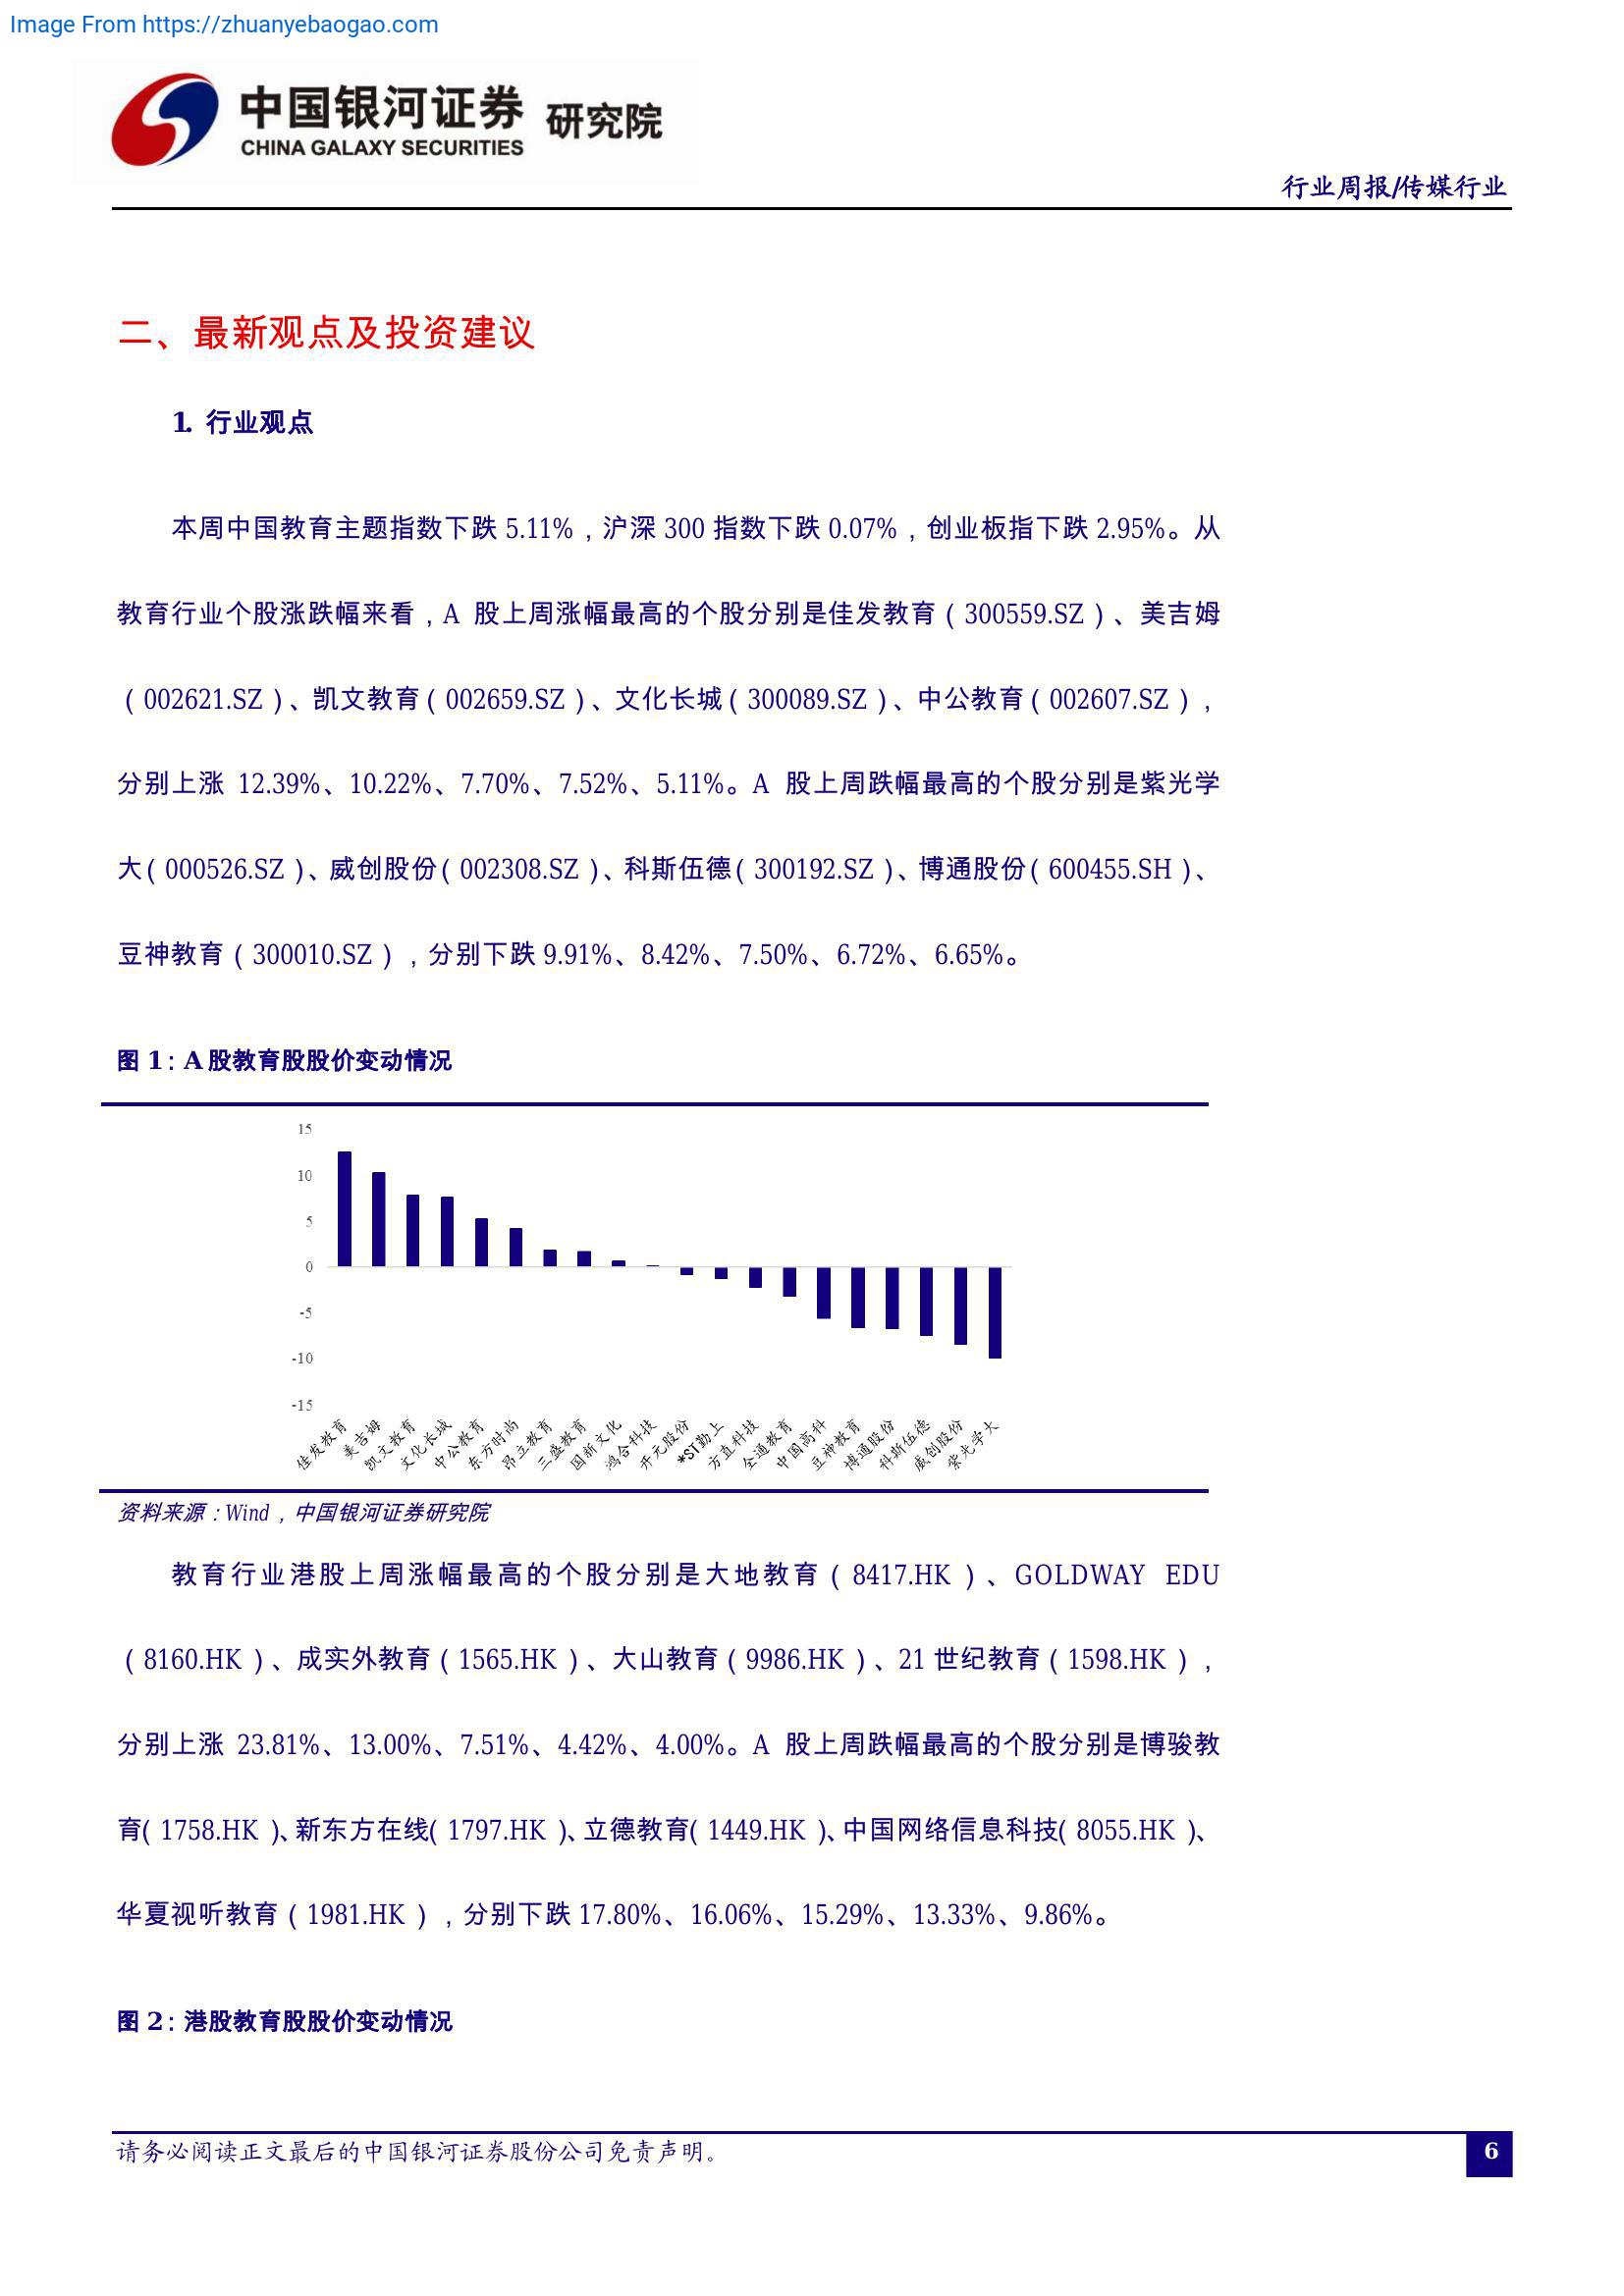 Image From https://zhuanyebaogao.com
中国银河证券 研究院
CHINA GALAXY SECURITIES
行业周报/传媒行业
二、最新观点及投资建议
1. 行业观点
本周中国教育主题指数下跌 5.11%，沪深 300 指数下跌 0.07%，创业板指下跌 2.95%。从
教育行业个股涨跌幅来看，A 股上周涨幅最高的个股分别是佳发教育（300559.SZ）、美吉姆
（002621.SZ）、凯文教育（002659.SZ）、文化长城（300089.SZ）、中公教育（002607.SZ），
分别上涨 12.39%、10.22%、7.70%、7.52%、5.11%。A 股上周跌幅最高的个股分别是紫光学
大（000526.SZ）、威创股份（002308.SZ）、科斯伍德（300192.SZ）、博通股份（600455.SH）、
豆神教育（300010.SZ），分别下跌 9.91%、8.42%、7.50%、6.72%、6.65%。
图 1：A 股教育股股价变动情况
15
10
5
0
-5
-10
-15
佳发教育 美吉姆 凯文教育 文化长城 中公教育 东方时尚 昂立教育 三盛教育 国新文化 鸿合科技 开元股份 *ST勤上 方直科技 全通教育 中国高科 豆神教育 博通股份 科斯伍德 威创股份 紫光学大
资料来源：Wind，中国银河证券研究院
教育行业港股上周涨幅最高的个股分别是大地教育（8417.HK）、GOLDWAY EDU
（8160.HK）、成实外教育（1565.HK）、大山教育（9986.HK）、21 世纪教育（1598.HK），
分别上涨 23.81%、13.00%、7.51%、4.42%、4.00%。A 股上周跌幅最高的个股分别是博骏教
育（1758.HK）、新东方在线（1797.HK）、立德教育（1449.HK）、中国网络信息科技（8055.HK）、
华夏视听教育（1981.HK），分别下跌 17.80%、16.06%、15.29%、13.33%、9.86%。
图 2：港股教育股股价变动情况
请务必阅读正文最后的中国银河证券股份公司免责声明。
6